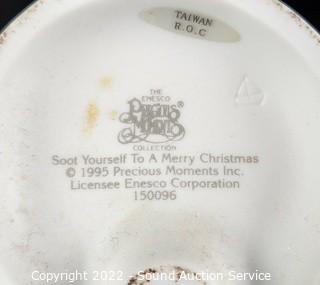 TAIWAN
R.O.C
THE
ENESCO
PRECIOUS
MOMENTS®
COLLECTION
Soot Yourself To A Merry Christmas
© 1995 Precious Moments Inc.
Licensee Enesco Corporation
150096
Copyright 2022 - Sound Auction Service